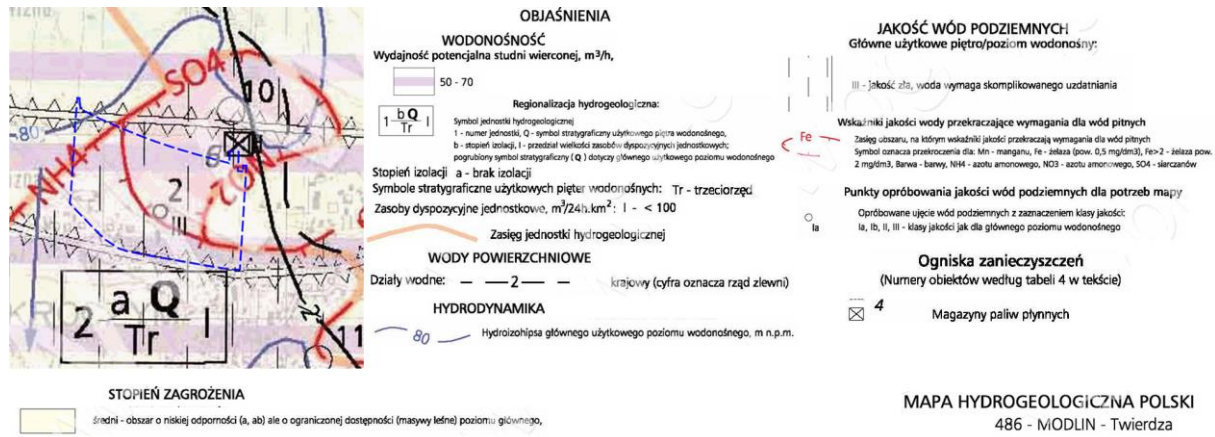 SO4
10
80
NH4
NO2
6
2
III
2 a Q I
Tr
2
11
OBJAŚNIENIA
WODONOŚNOŚĆ
Wydajność potencjalna studni wierconej, m³/h,
50 - 70
1 b Q I
Tr
Regionalizacja hydrogeologiczna:
Symbol jednostki hydrogeologicznej
1 - numer jednostki, Q - symbol stratygraficzny użytkowego piętra wodonośnego,
b - stopień izolacji, I - przedział wielkości zasobów dyspozycyjnych jednostkowych;
pogrubiony symbol stratygraficzny (Q) dotyczy głównego użytkowego poziomu wodonośnego
Stopień izolacji a - brak izolacji
Symbole stratygraficzne użytkowych pięter wodonośnych: Tr - trzeciorzęd
Zasoby dyspozycyjne jednostkowe, m³/24h.km²: I - < 100
Zasięg jednostki hydrogeologicznej
WODY POWIERZCHNIOWE
Działy wodne: — — 2 — — krajowy (cyfra oznacza rząd zlewni)
HYDRODYNAMIKA
80 Hydroizohipsa głównego użytkowego poziomu wodonośnego, m n.p.m.
JAKOŚĆ WÓD PODZIEMNYCH
Główne użytkowe piętro/poziom wodonośny:
III - jakość zła, woda wymaga skomplikowanego uzdatniania
Wskaźniki jakości wody przekraczające wymagania dla wód pitnych
Fe
Zasięg obszaru, na którym wskaźniki jakości przekraczają wymagania dla wód pitnych
Symbol oznacza przekroczenia dla: Mn - manganu, Fe - żelaza (pow. 0,5 mg/dm3), Fe>2 - żelaza pow.
2 mg/dm3, Barwa - barwy, NH4 - azotu amonowego, NO3 - azotu amonowego, SO4 - siarczanów
Punkty opróbowania jakości wód podziemnych dla potrzeb mapy
Ia
Opróbowane ujęcie wód podziemnych z zaznaczeniem klasy jakości:
Ia, Ib, II, III - klasy jakości jak dla głównego poziomu wodonośnego
Ogniska zanieczyszczeń
(Numery obiektów według tabeli 4 w tekście)
4 Magazyny paliw płynnych
STOPIEŃ ZAGROŻENIA
średni - obszar o niskiej odporności (a, ab) ale o ograniczonej dostępności (masywy leśne) poziomu głównego,
MAPA HYDROGEOLOGICZNA POLSKI
486 - MODLIN - Twierdza